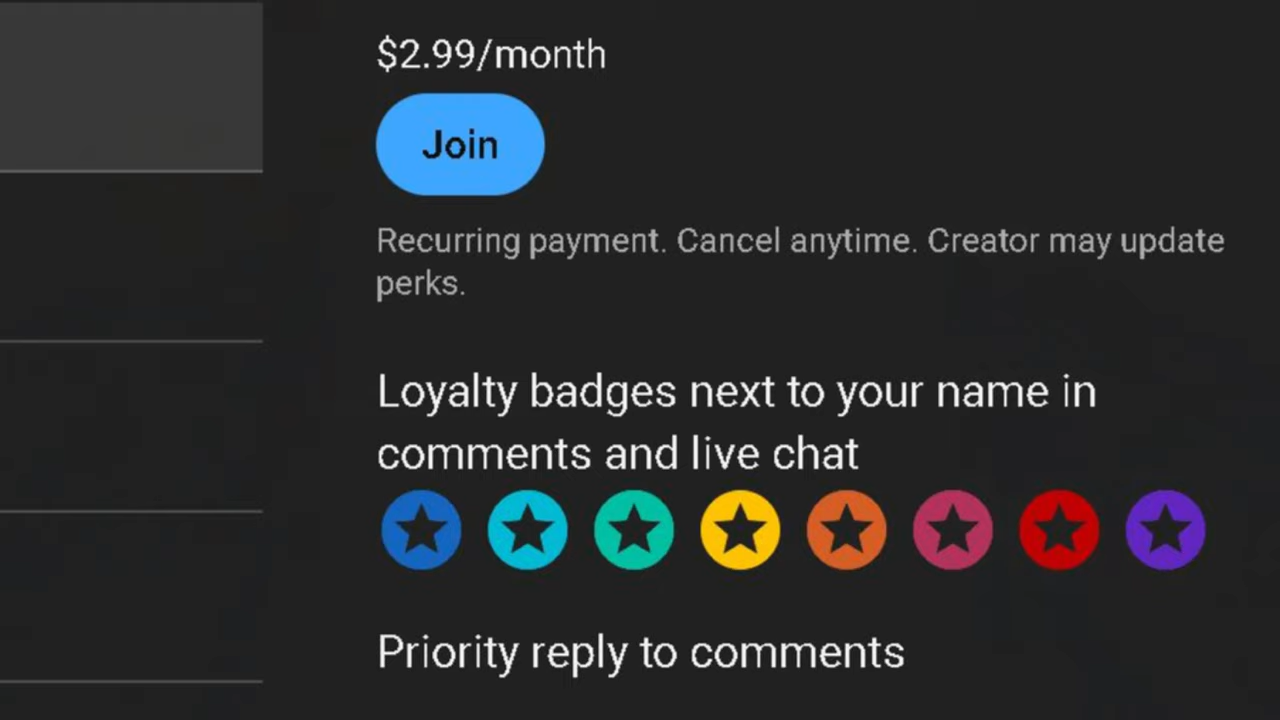 $2.99/month
Join
Recurring payment. Cancel anytime. Creator may update
perks.
Loyalty badges next to your name in
comments and live chat
Priority reply to comments